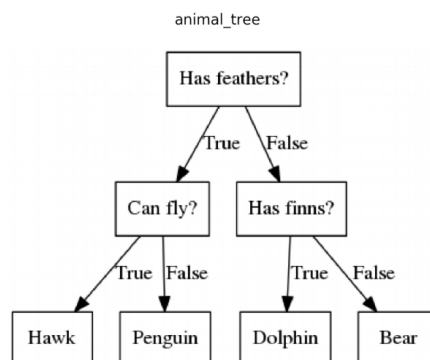 animal_tree
Has feathers?
True False
Can fly? Has finns?
True False True False
Hawk Penguin Dolphin Bear